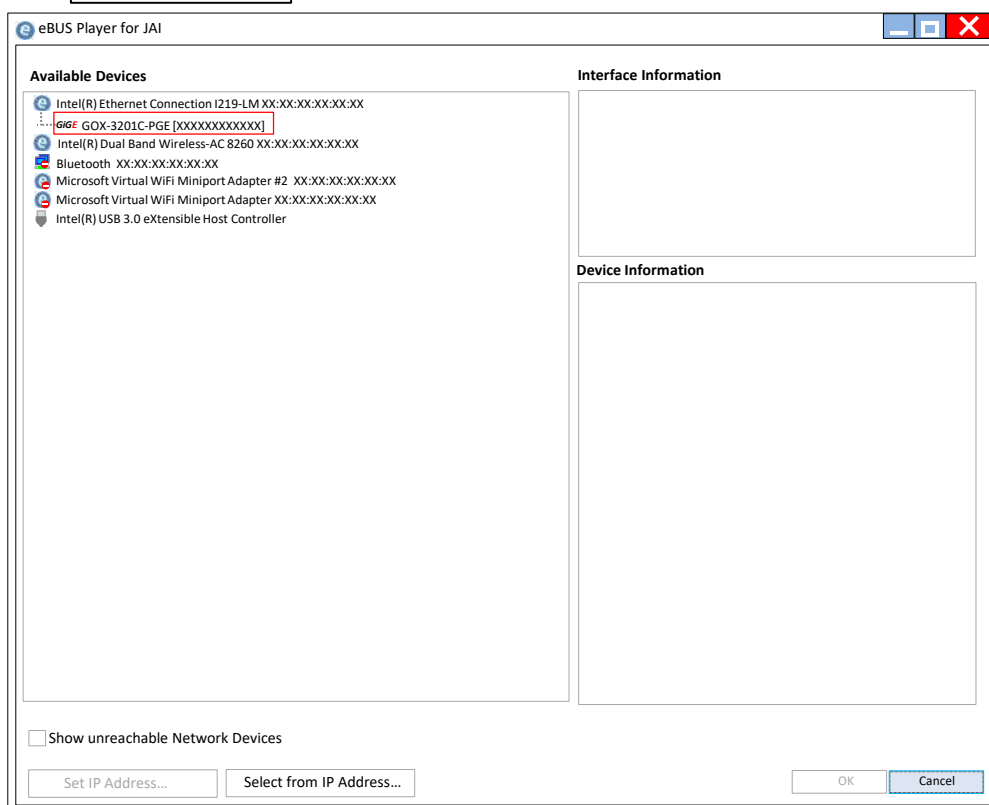 eBUS Player for JAI
Available Devices
Intel(R) Ethernet Connection I219-LM XX:XX:XX:XX:XX:XX
GiGE GOX-3201C-PGE [XXXXXXXXXXXX]
Intel(R) Dual Band Wireless-AC 8260 XX:XX:XX:XX:XX:XX
Bluetooth XX:XX:XX:XX:XX:XX
Microsoft Virtual WiFi Miniport Adapter #2 XX:XX:XX:XX:XX:XX
Microsoft Virtual WiFi Miniport Adapter XX:XX:XX:XX:XX:XX
Intel(R) USB 3.0 eXtensible Host Controller
Interface Information
Device Information
Show unreachable Network Devices
Set IP Address...
Select from IP Address...
OK
Cancel